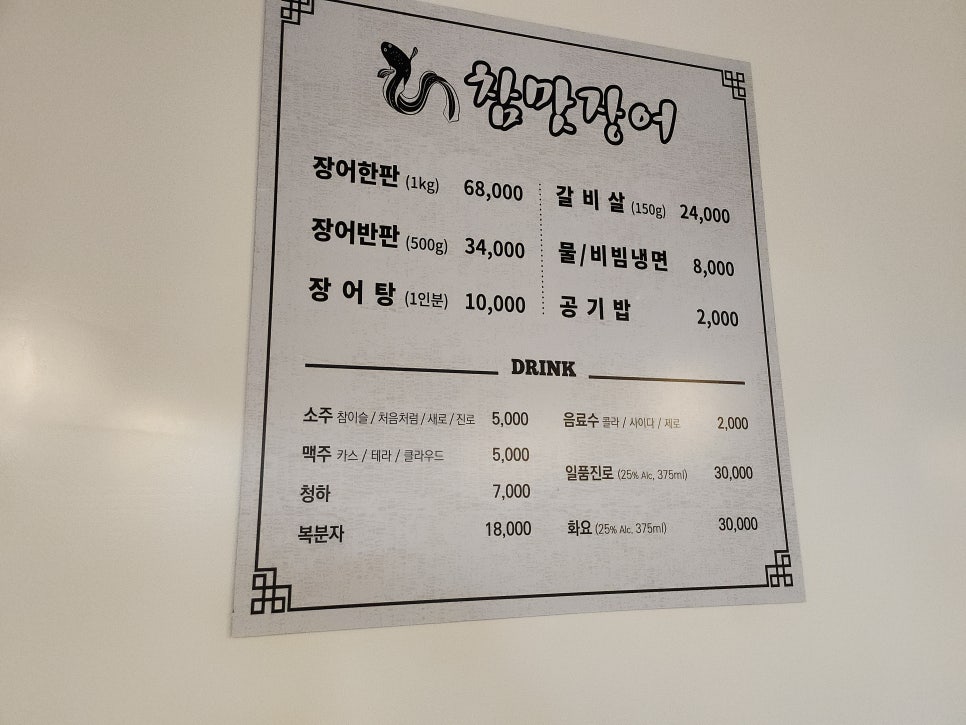 참맛장어
장어한판 (1kg) 68,000
장어반판 (500g) 34,000
장 어 탕 (1인분) 10,000
갈 비 살 (150g) 24,000
물/비빔냉면 8,000
공 기 밥 2,000
DRINK
소주 참이슬 / 처음처럼 / 새로 / 진로 5,000
맥주 카스 / 테라 / 클라우드 5,000
청하 7,000
복분자 18,000
음료수 콜라 / 사이다 / 제로 2,000
일품진로 (25% Alc, 375ml) 30,000
화요 (25% Alc, 375ml) 30,000